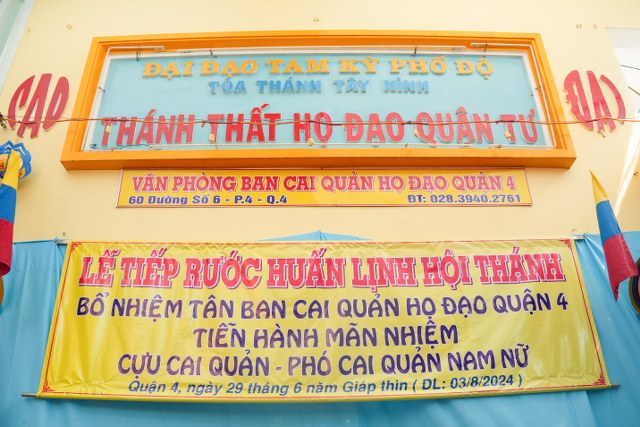 ĐẠI ĐẠO TAM KỲ PHỔ ĐỘ
TÒA THÁNH TÂY NINH
CAO
THÁNH THẤT HỌ ĐẠO QUẬN TƯ
ĐÀI
VĂN PHÒNG BAN CAI QUẢN HỌ ĐẠO QUẬN 4
60 Đường Số 6 - P.4 - Q.4
ĐT: 028.3940.2761
LỄ TIẾP RƯỚC HUẤN LỊNH HỘI THÁNH
BỔ NHIỆM TÂN BAN CAI QUẢN HỌ ĐẠO QUẬN 4
TIỄN HÀNH MÃN NHIỆM
CỰU CAI QUẢN - PHÓ CAI QUẢN NAM NỮ
Quận 4, ngày 29 tháng 6 năm Giáp thìn ( DL: 03/8/2024 )